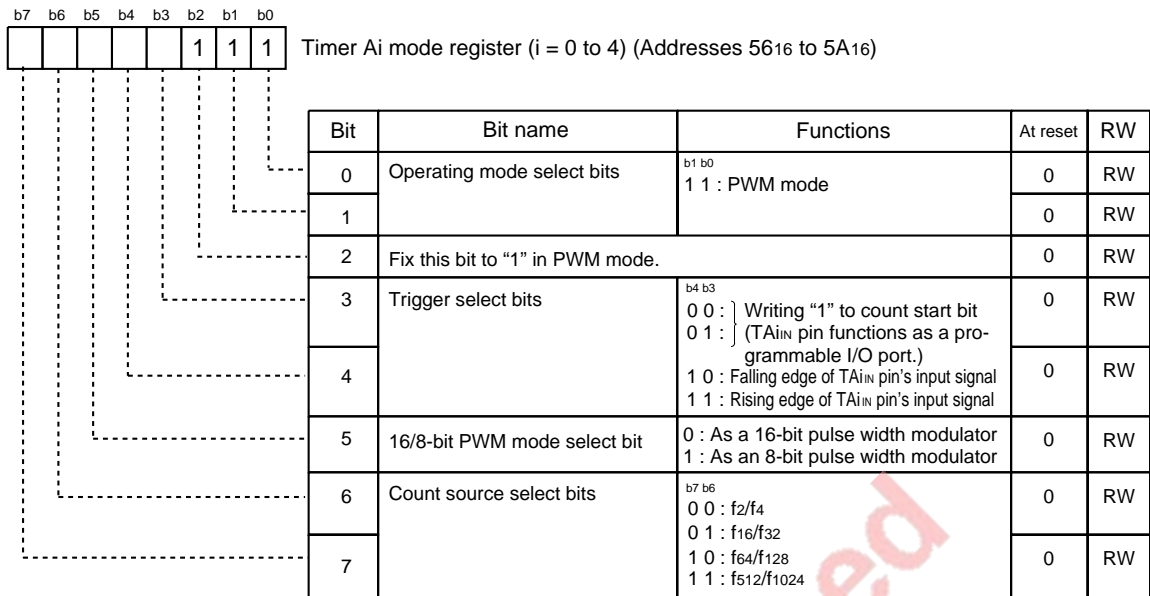 b7 b6 b5 b4 b3 b2 b1 b0
1 1 1
Timer Ai mode register (i = 0 to 4) (Addresses 5616 to 5A16)
Bit Bit name Functions At reset RW
0 Operating mode select bits b1 b0 0 RW
1 1 : PWM mode
1 0 RW
2 Fix this bit to “1” in PWM mode. 0 RW
3 Trigger select bits b4 b3 0 RW
0 0 : Writing “1” to count start bit
0 1 : (TAiIN pin functions as a pro-
grammable I/O port.)
4 1 0 : Falling edge of TAiIN pin’s input signal 0 RW
1 1 : Rising edge of TAiIN pin’s input signal
5 16/8-bit PWM mode select bit 0 : As a 16-bit pulse width modulator 0 RW
1 : As an 8-bit pulse width modulator
6 Count source select bits b7 b6 0 RW
0 0 : f2/f4
0 1 : f16/f32
7 1 0 : f64/f128 0 RW
1 1 : f512/f1024